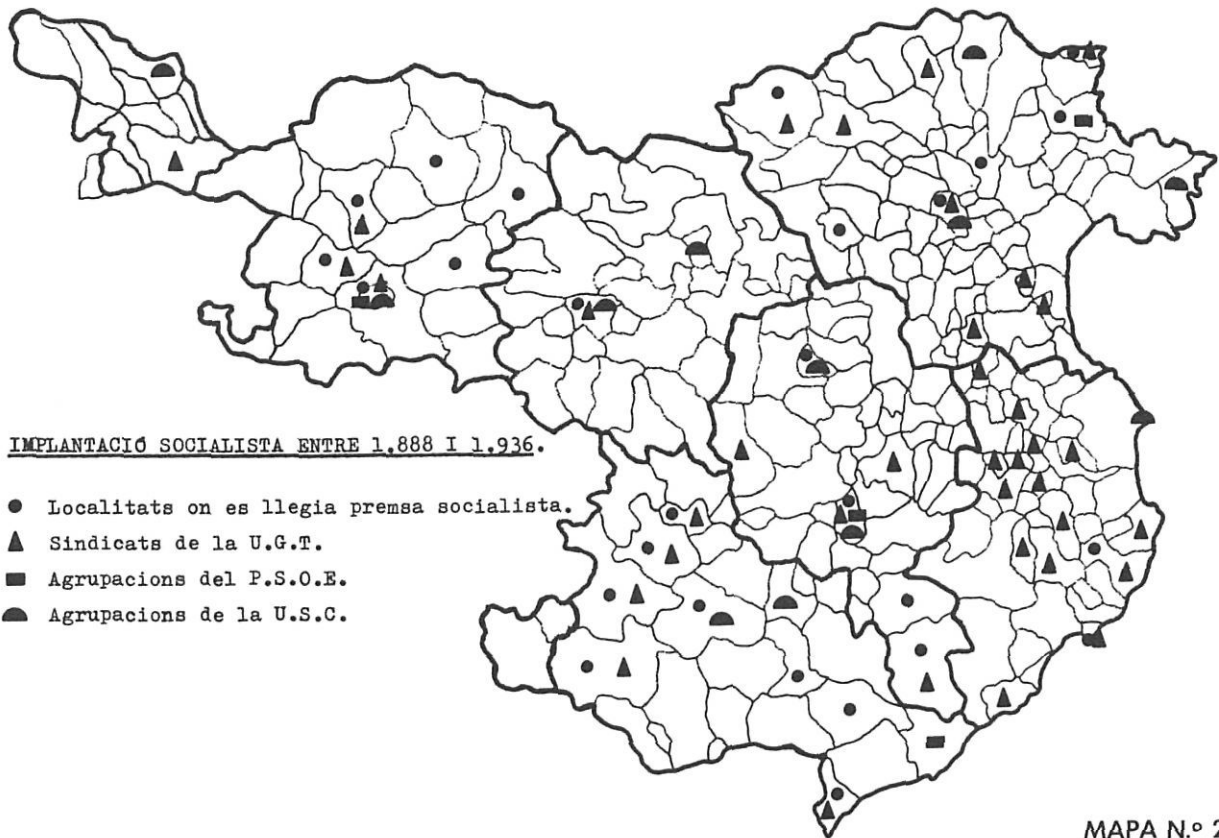 IMPLANTACIÓ SOCIALISTA ENTRE 1.888 I 1.936.
Localitats on es llegia premsa socialista.
Sindicats de la U.G.T.
Agrupacions del P.S.O.E.
Agrupacions de la U.S.C.
MAPA N.º 2